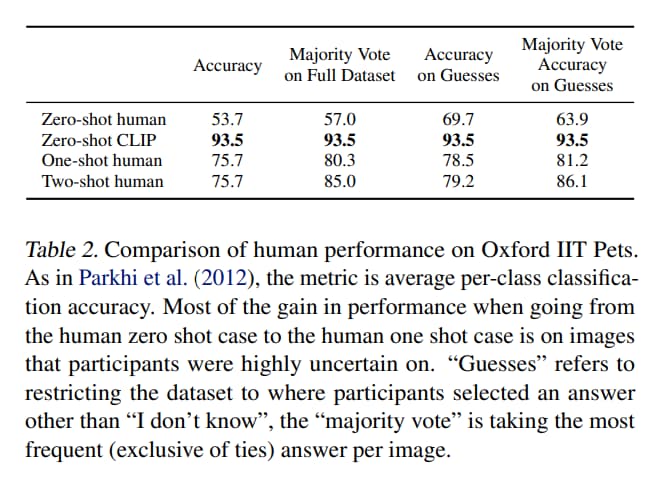 Accuracy Majority Vote on Full Dataset Accuracy on Guesses Majority Vote Accuracy on Guesses
Zero-shot human 53.7 57.0 69.7 63.9
Zero-shot CLIP 93.5 93.5 93.5 93.5
One-shot human 75.7 80.3 78.5 81.2
Two-shot human 75.7 85.0 79.2 86.1
Table 2. Comparison of human performance on Oxford IIT Pets.
As in Parkhi et al. (2012), the metric is average per-class classifica-
tion accuracy. Most of the gain in performance when going from
the human zero shot case to the human one shot case is on images
that participants were highly uncertain on. “Guesses” refers to
restricting the dataset to where participants selected an answer
other than “I don’t know”, the “majority vote” is taking the most
frequent (exclusive of ties) answer per image.